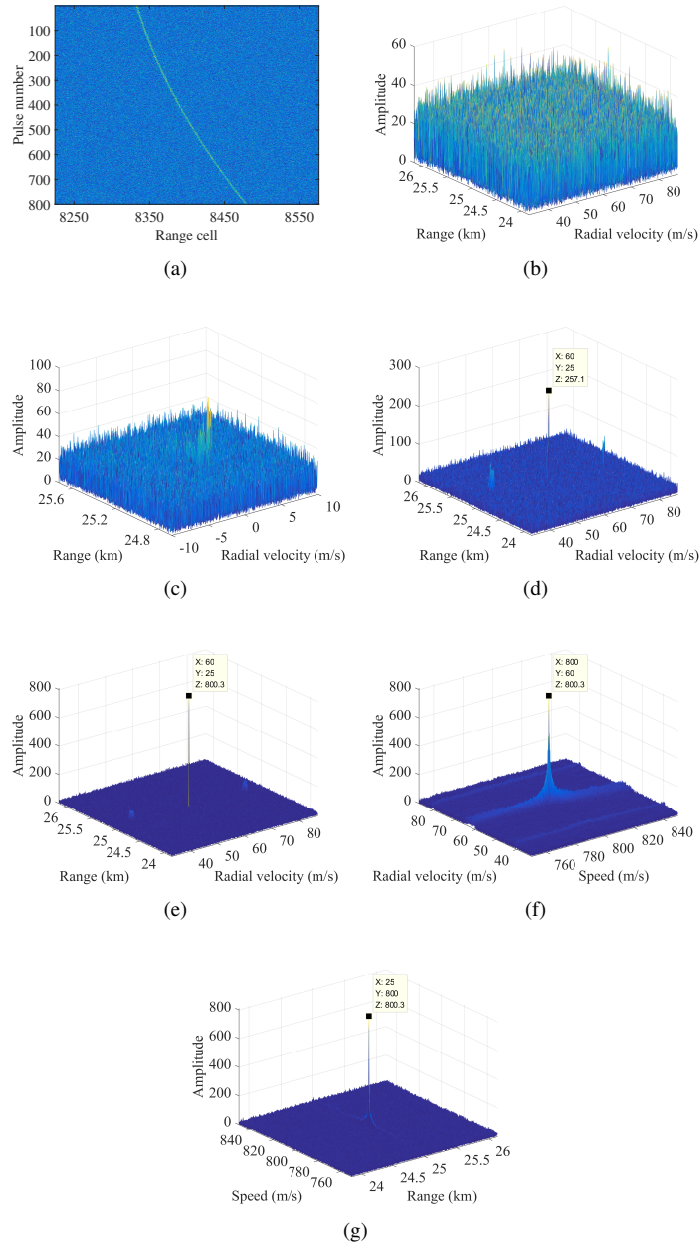 100
200
300
400
500
600
700
800
Pulse number
8250 8350 8450 8550
Range cell
(a)
60
40
20
0
Amplitude
26
25.5
25
24.5
24
Range (km)
40 50 60 70 80
Radial velocity (m/s)
(b)
100
80
60
40
20
0
Amplitude
25.6
25.2
24.8
Range (km)
-10 -5 0 5 10
Radial velocity (m/s)
(c)
300
200
100
0
Amplitude
X: 60
Y: 25
Z: 257.1
26
25.5
25
24.5
24
Range (km)
40 50 60 70 80
Radial velocity (m/s)
(d)
800
600
400
200
0
Amplitude
X: 60
Y: 25
Z: 800.3
26
25.5
25
24.5
24
Range (km)
40 50 60 70 80
Radial velocity (m/s)
(e)
800
600
400
200
0
Amplitude
X: 800
Y: 60
Z: 800.3
80
70
60
50
40
Radial velocity (m/s)
760 780 800 820 840
Speed (m/s)
(f)
800
600
400
200
0
Amplitude
X: 25
Y: 800
Z: 800.3
840
820
800
780
760
Speed (m/s)
24 24.5 25 25.5 26
Range (km)
(g)